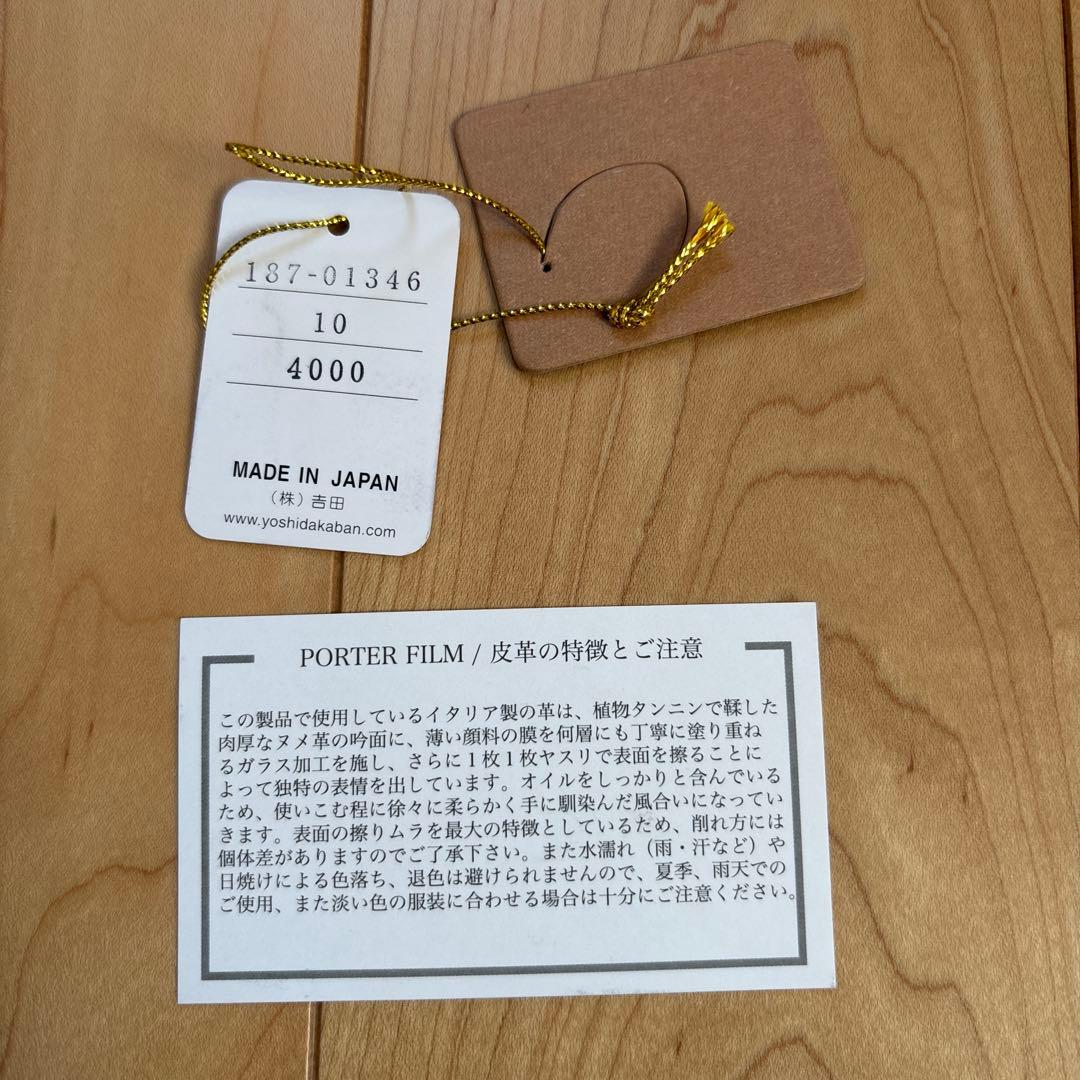 187-01346
10
4000
MADE IN JAPAN
（株）吉田
www.yoshidakaban.com
PORTER FILM / 皮革の特徴とご注意
この製品で使用しているイタリア製の革は、植物タンニンで鞣した
肉厚なヌメ革の吟面に、薄い顔料の膜を何層にも丁寧に塗り重ね
るガラス加工を施し、さらに１枚１枚ヤスリで表面を擦ることに
よって独特の表情を出しています。オイルをしっかりと含んでいる
ため、使いこむ程に徐々に柔らかく手に馴染んだ風合いになってい
きます。表面の擦りムラを最大の特徴としているため、削れ方には
個体差がありますのでご了承下さい。また水濡れ（雨・汗など）や
日焼けによる色落ち、退色は避けられませんので、夏季、雨天での
ご使用、また淡い色の服装に合わせる場合は十分にご注意ください。